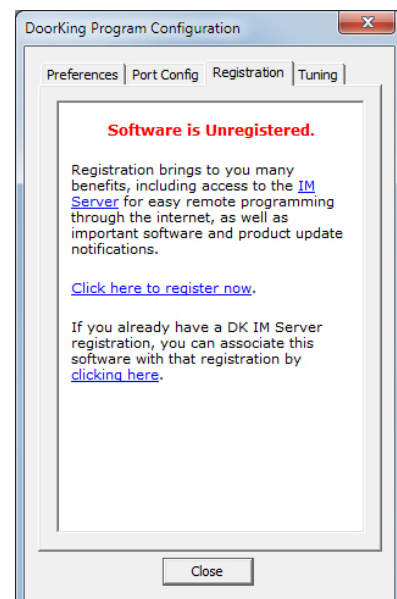 DoorKing Program Configuration
Preferences Port Config Registration Tuning
Software is Unregistered.
Registration brings to you many
benefits, including access to the IM
Server for easy remote programming
through the internet, as well as
important software and product update
notifications.
Click here to register now.
If you already have a DK IM Server
registration, you can associate this
software with that registration by
clicking here.
Close